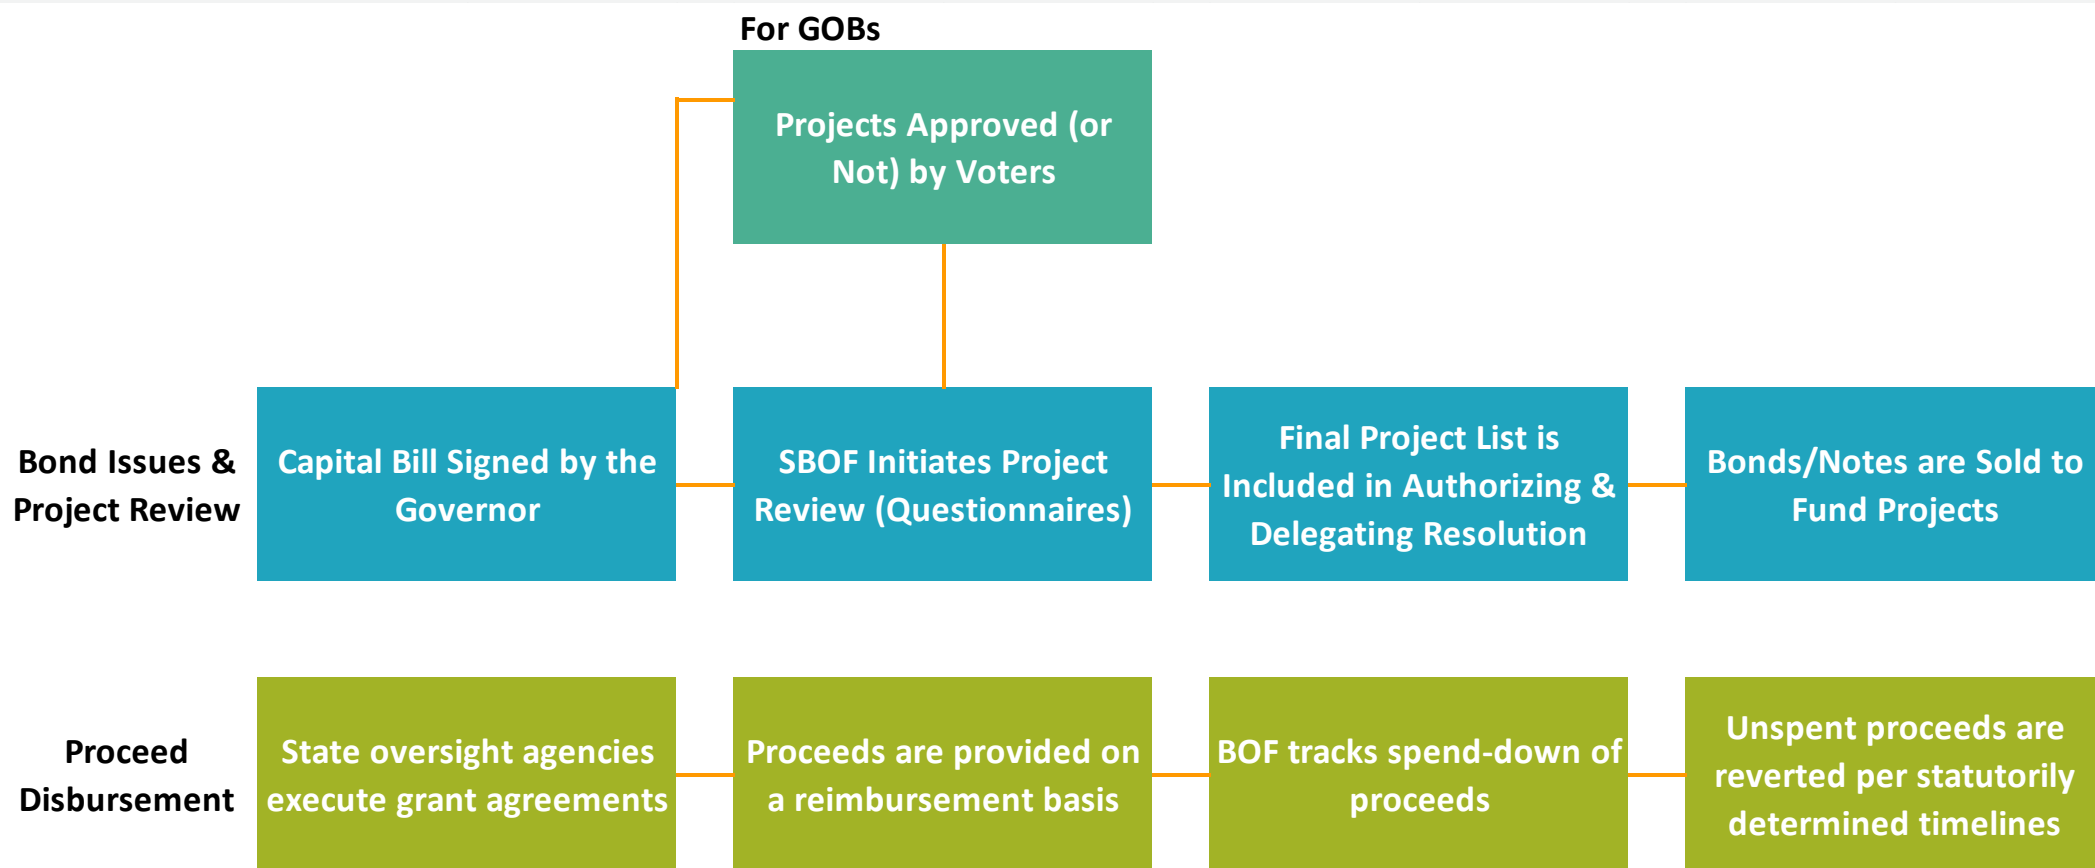 For GOBs
Projects Approved (or
Not) by Voters
Bond Issues &
Project Review
Capital Bill Signed by the
Governor
SBOF Initiates Project
Review (Questionnaires)
Final Project List is
Included in Authorizing &
Delegating Resolution
Bonds/Notes are Sold to
Fund Projects
Proceed
Disbursement
State oversight agencies
execute grant agreements
Proceeds are provided on
a reimbursement basis
BOF tracks spend-down of
proceeds
Unspent proceeds are
reverted per statutorily
determined timelines